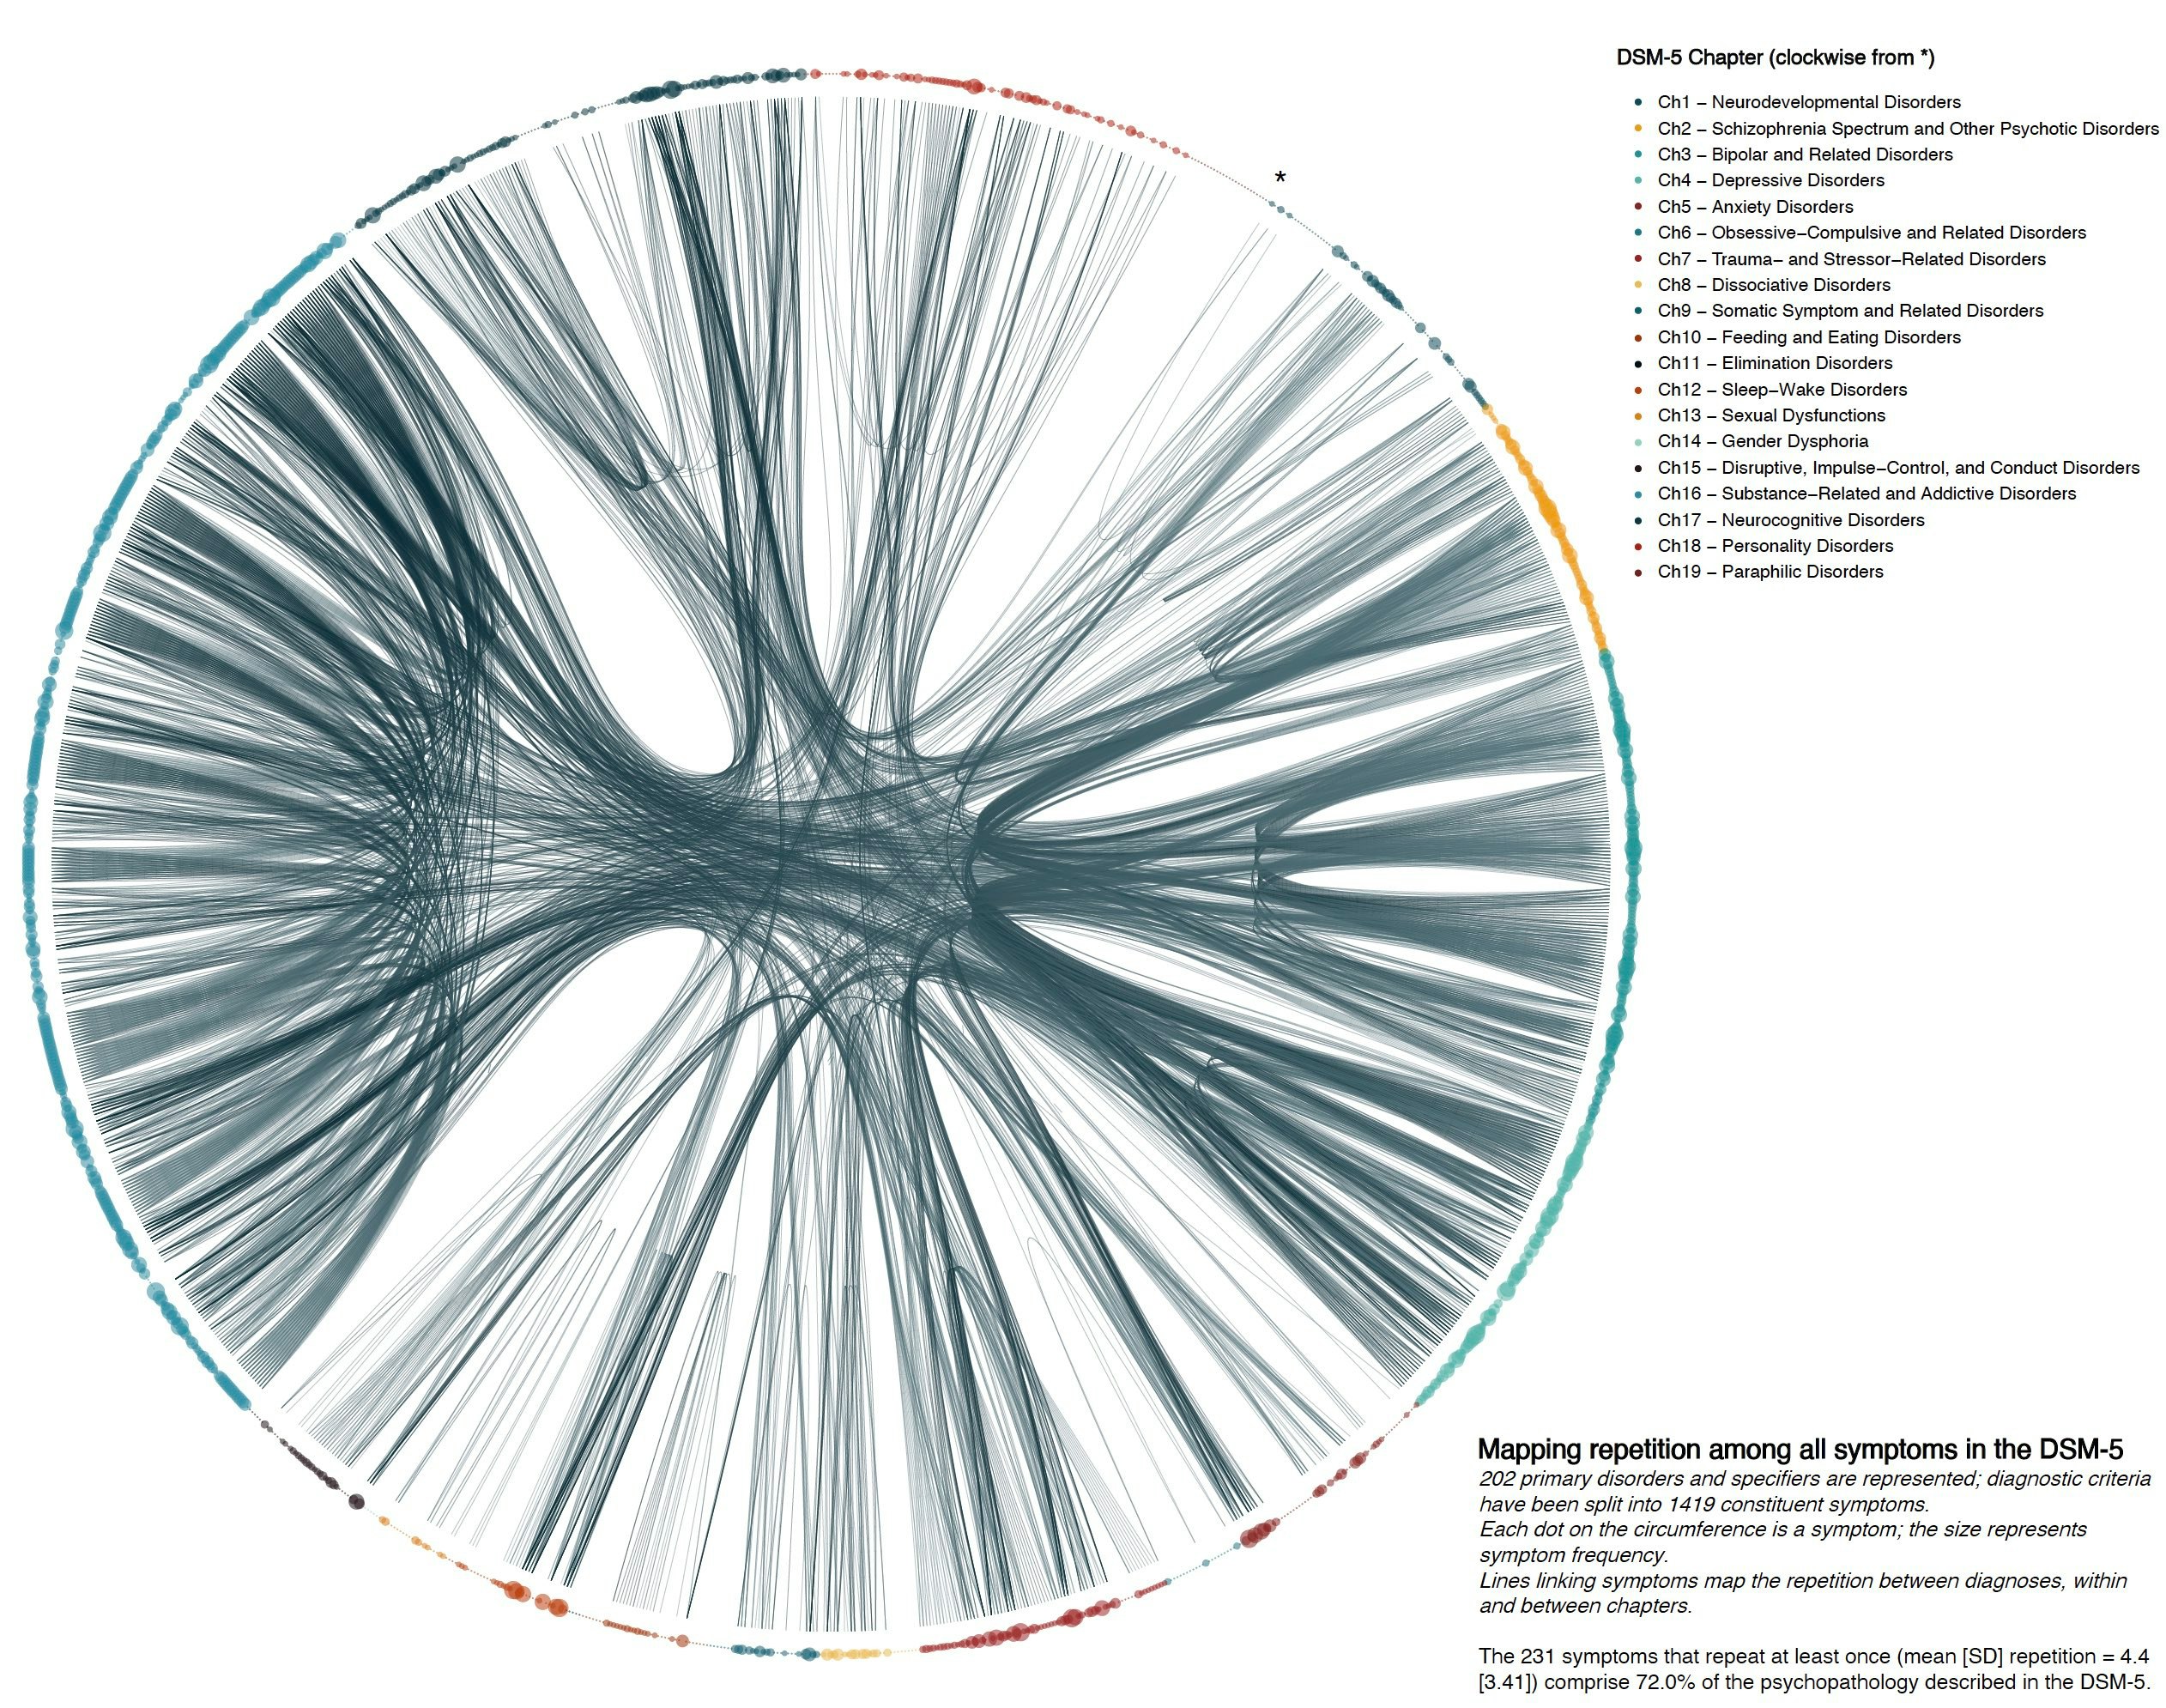 DSM-5 Chapter (clockwise from *)
*
Ch1 – Neurodevelopmental Disorders
Ch2 – Schizophrenia Spectrum and Other Psychotic Disorders
Ch3 – Bipolar and Related Disorders
Ch4 – Depressive Disorders
Ch5 – Anxiety Disorders
Ch6 – Obsessive–Compulsive and Related Disorders
Ch7 – Trauma– and Stressor–Related Disorders
Ch8 – Dissociative Disorders
Ch9 – Somatic Symptom and Related Disorders
Ch10 – Feeding and Eating Disorders
Ch11 – Elimination Disorders
Ch12 – Sleep–Wake Disorders
Ch13 – Sexual Dysfunctions
Ch14 – Gender Dysphoria
Ch15 – Disruptive, Impulse–Control, and Conduct Disorders
Ch16 – Substance–Related and Addictive Disorders
Ch17 – Neurocognitive Disorders
Ch18 – Personality Disorders
Ch19 – Paraphilic Disorders
Mapping repetition among all symptoms in the DSM-5
202 primary disorders and specifiers are represented; diagnostic criteria
have been split into 1419 constituent symptoms.
Each dot on the circumference is a symptom; the size represents
symptom frequency.
Lines linking symptoms map the repetition between diagnoses, within
and between chapters.
The 231 symptoms that repeat at least once (mean [SD] repetition = 4.4
[3.41]) comprise 72.0% of the psychopathology described in the DSM-5.